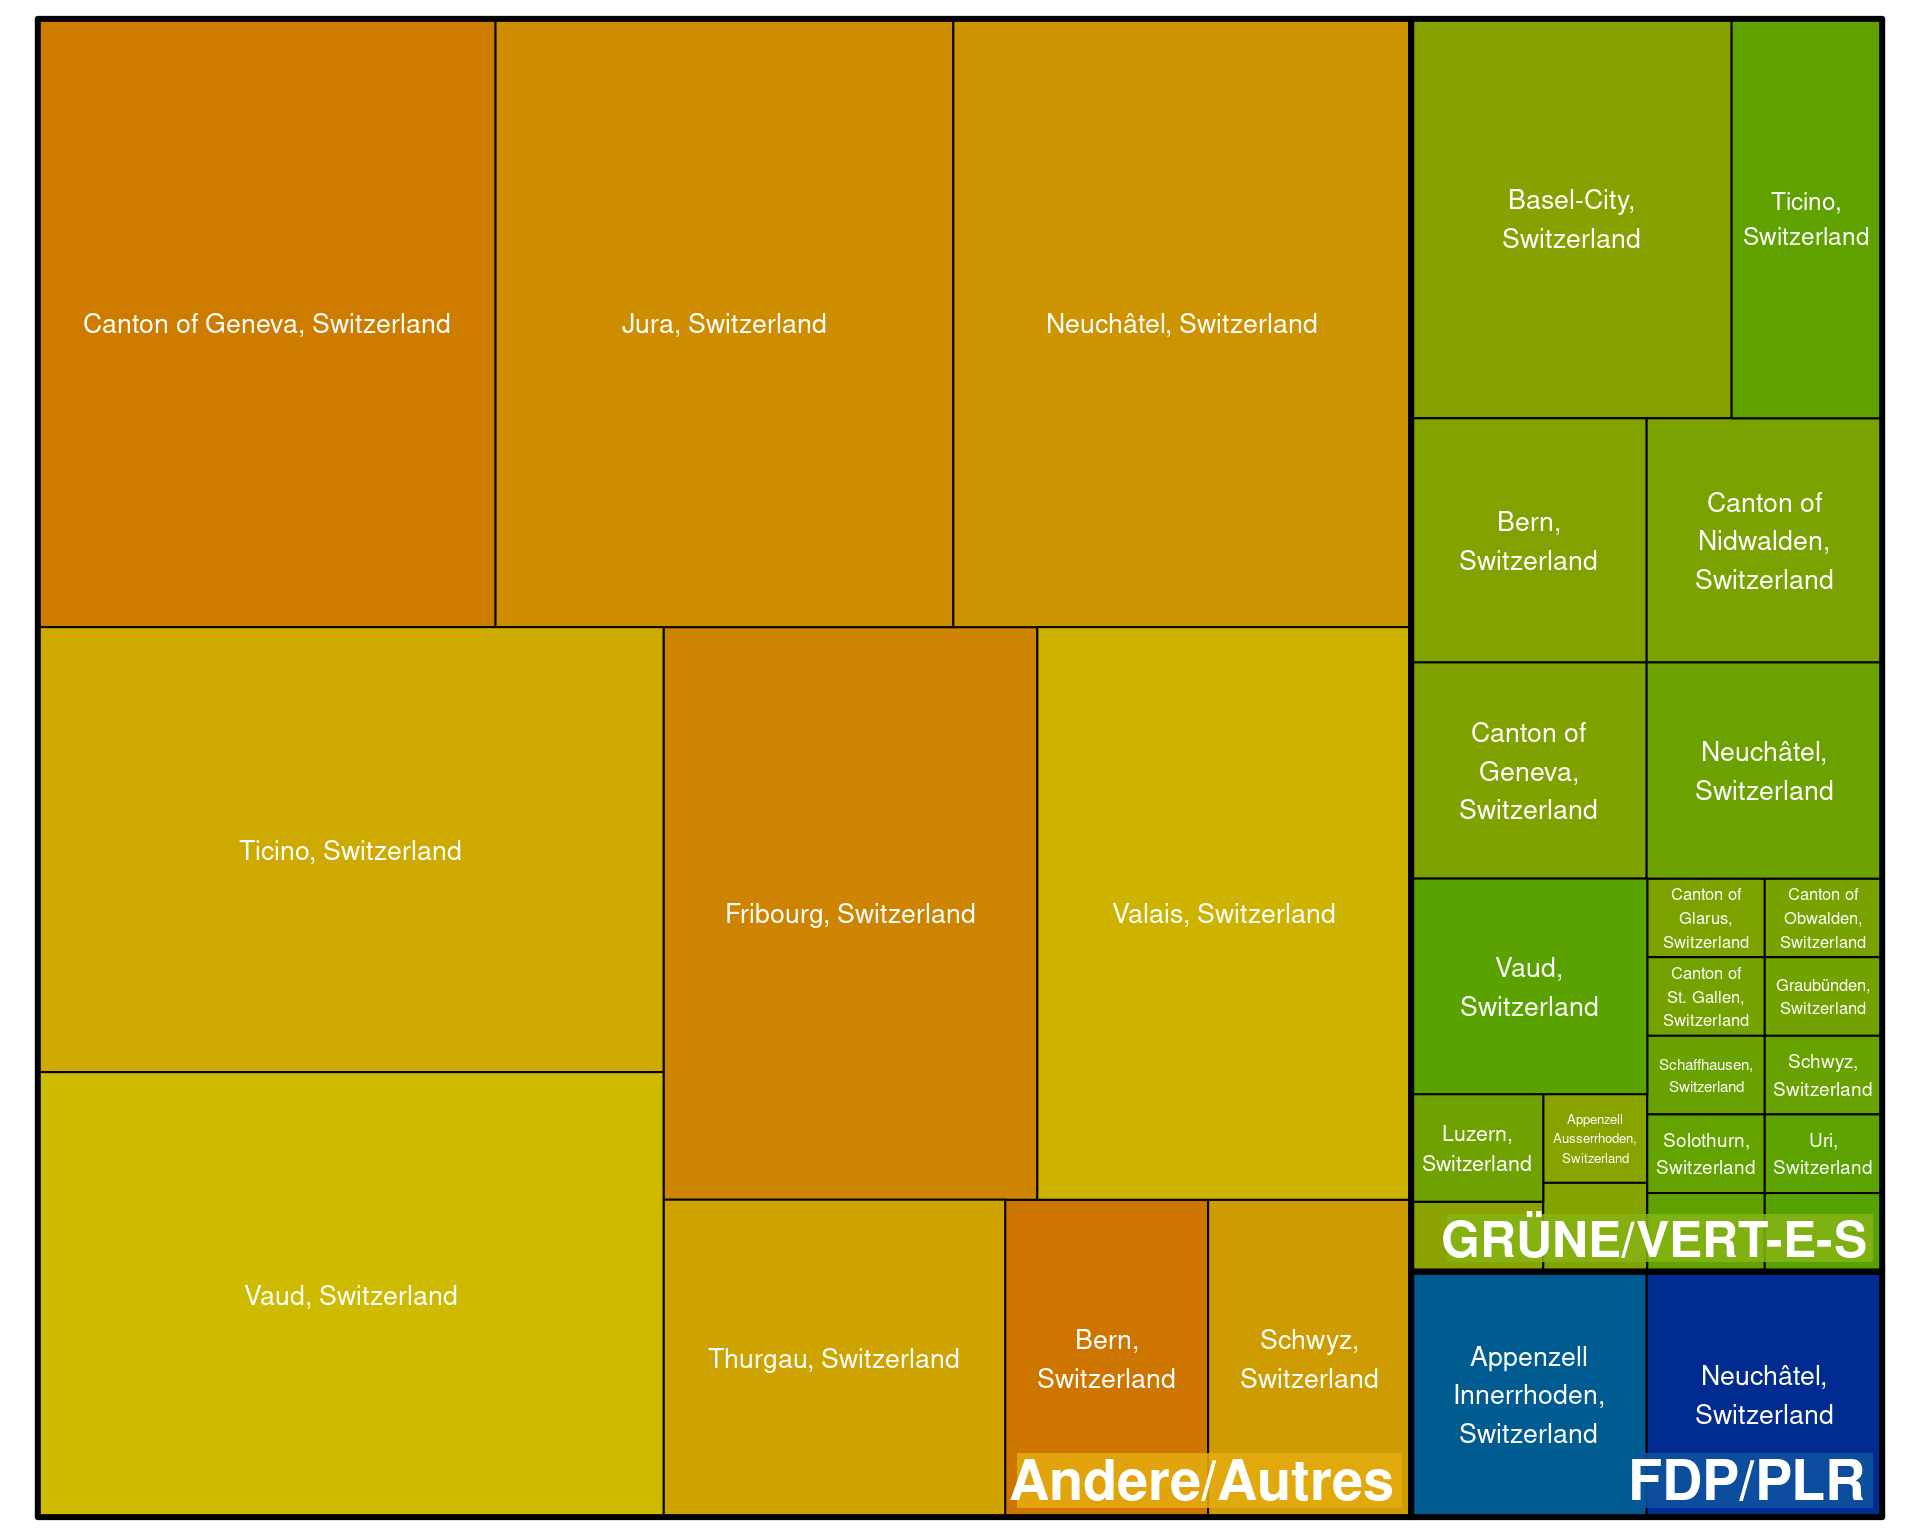 Canton of Geneva, Switzerland
Jura, Switzerland
Neuchâtel, Switzerland
Ticino, Switzerland
Vaud, Switzerland
Fribourg, Switzerland
Valais, Switzerland
Thurgau, Switzerland
Bern,
Switzerland
Schwyz,
Switzerland
Andere/Autres
Basel-City,
Switzerland
Ticino,
Switzerland
Bern,
Switzerland
Canton of
Nidwalden,
Switzerland
Canton of
Geneva,
Switzerland
Neuchâtel,
Switzerland
Vaud,
Switzerland
Canton of
Glarus,
Switzerland
Canton of
Obwalden,
Switzerland
Canton of
St. Gallen,
Switzerland
Graubünden,
Switzerland
Schaffhausen,
Switzerland
Schwyz,
Switzerland
Luzern,
Switzerland
Appenzell
Ausserrhoden,
Switzerland
Solothurn,
Switzerland
Uri,
Switzerland
GRÜNE/VERT-E-S
Appenzell
Innerrhoden,
Switzerland
Neuchâtel,
Switzerland
FDP/PLR